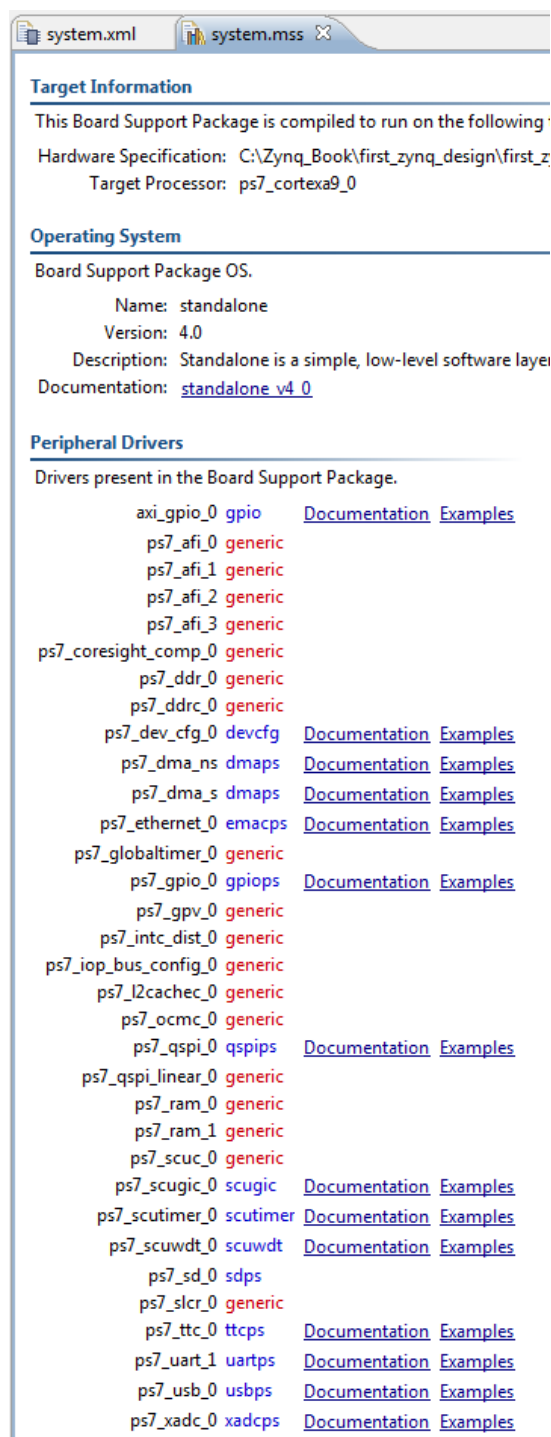 system.xml system.mss
Target Information
This Board Support Package is compiled to run on the following
Hardware Specification: C:\Zynq_Book\first_zynq_design\first_zy
Target Processor: ps7_cortexa9_0
Operating System
Board Support Package OS.
Name: standalone
Version: 4.0
Description: Standalone is a simple, low-level software layer
Documentation: standalone_v4_0
Peripheral Drivers
Drivers present in the Board Support Package.
axi_gpio_0 gpio Documentation Examples
ps7_afi_0 generic
ps7_afi_1 generic
ps7_afi_2 generic
ps7_afi_3 generic
ps7_coresight_comp_0 generic
ps7_ddr_0 generic
ps7_ddrc_0 generic
ps7_dev_cfg_0 devcfg Documentation Examples
ps7_dma_ns dmaps Documentation Examples
ps7_dma_s dmaps Documentation Examples
ps7_ethernet_0 emacps Documentation Examples
ps7_globaltimer_0 generic
ps7_gpio_0 gpiops Documentation Examples
ps7_gpv_0 generic
ps7_intc_dist_0 generic
ps7_iop_bus_config_0 generic
ps7_l2cachec_0 generic
ps7_ocmc_0 generic
ps7_qspi_0 qspips Documentation Examples
ps7_qspi_linear_0 generic
ps7_ram_0 generic
ps7_ram_1 generic
ps7_scuc_0 generic
ps7_scugic_0 scugic Documentation Examples
ps7_scutimer_0 scutimer Documentation Examples
ps7_scuwdt_0 scuwdt Documentation Examples
ps7_sd_0 sdps
ps7_slcr_0 generic
ps7_ttc_0 ttcps Documentation Examples
ps7_uart_1 uartps Documentation Examples
ps7_usb_0 usbps Documentation Examples
ps7_xadc_0 xadcps Documentation Examples